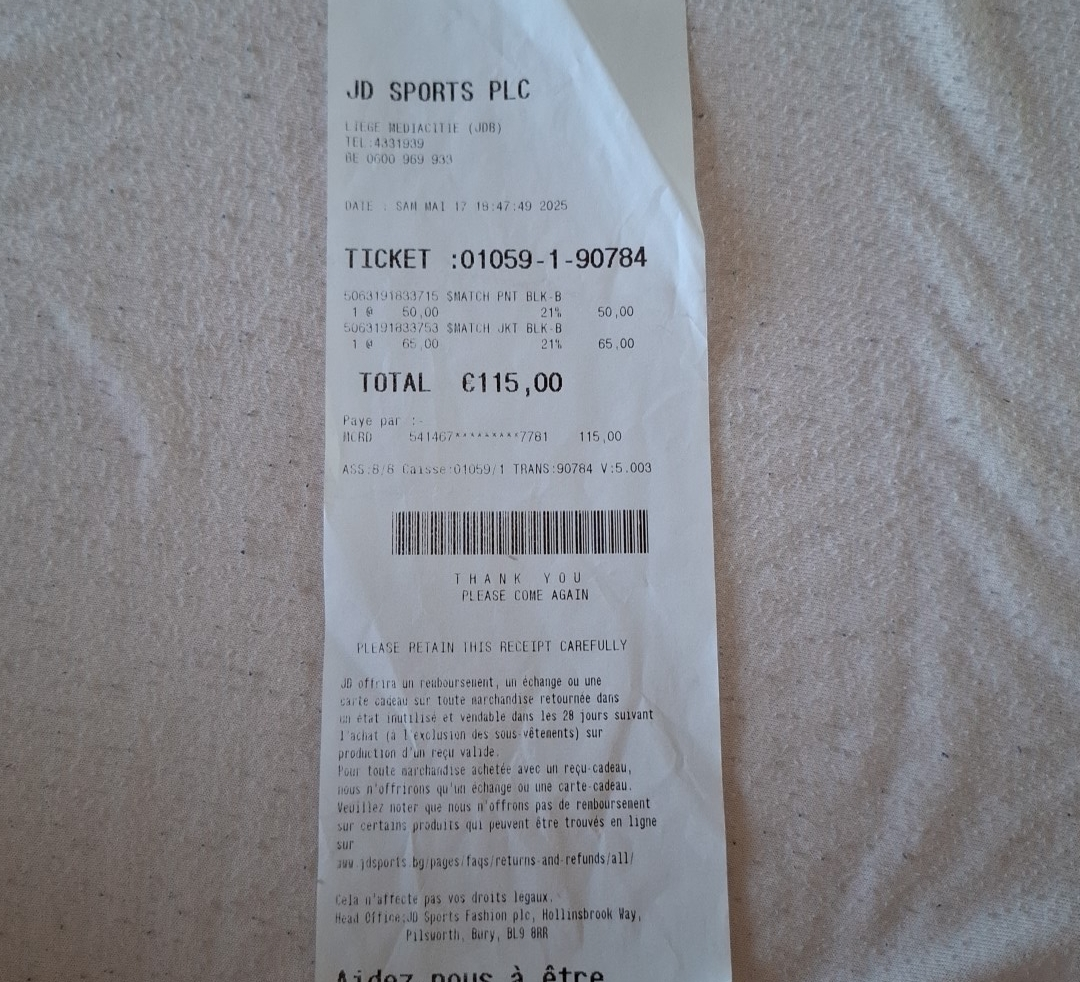 JD SPORTS PLC
LIEGE MEDIACITIE (JDB)
TEL:4331939
BE 0600 969 933
DATE : SAM MAI 17 18:47:49 2025
TICKET :01059-1-90784
5063191833715 $MATCH PNT BLK-B
1 @ 50,00 21% 50,00
5063191833753 $MATCH JKT BLK-B
1 @ 65,00 21% 65,00
TOTAL €115,00
Paye par :-
MCRD 541467*********7781 115,00
ASS:8/8 Caisse:01059/1 TRANS:90784 V:5.003
THANK YOU
PLEASE COME AGAIN
PLEASE RETAIN THIS RECEIPT CAREFULLY
JD offrira un remboursement, un échange ou une
carte cadeau sur toute marchandise retournée dans
un état inutilisé et vendable dans les 28 jours suivant
l'achat (à l'exclusion des sous-vêtements) sur
production d'un reçu valide.
Pour toute marchandise achetée avec un reçu-cadeau,
nous n'offrirons qu'un échange ou une carte-cadeau.
Veuillez noter que nous n'offrons pas de remboursement
sur certains produits qui peuvent être trouvés en ligne
sur
www.jdsports.bg/pages/faqs/returns-and-refunds/all/
Cela n'affecte pas vos droits legaux.
Head Office:JD Sports Fashion plc, Hollinsbrook Way,
Pilsworth, Bury, BL9 8RR
Aidez nous à être